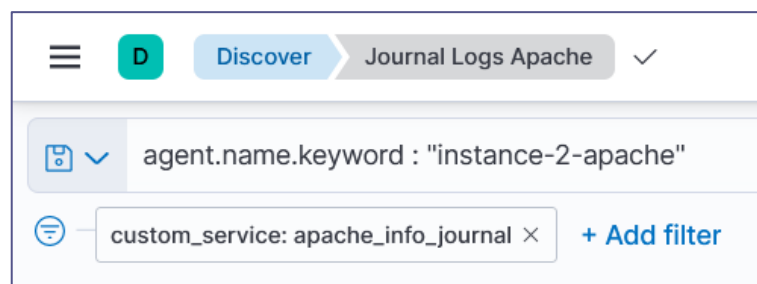 D Discover Journal Logs Apache
agent.name.keyword : "instance-2-apache"
custom_service: apache_info_journal × + Add filter